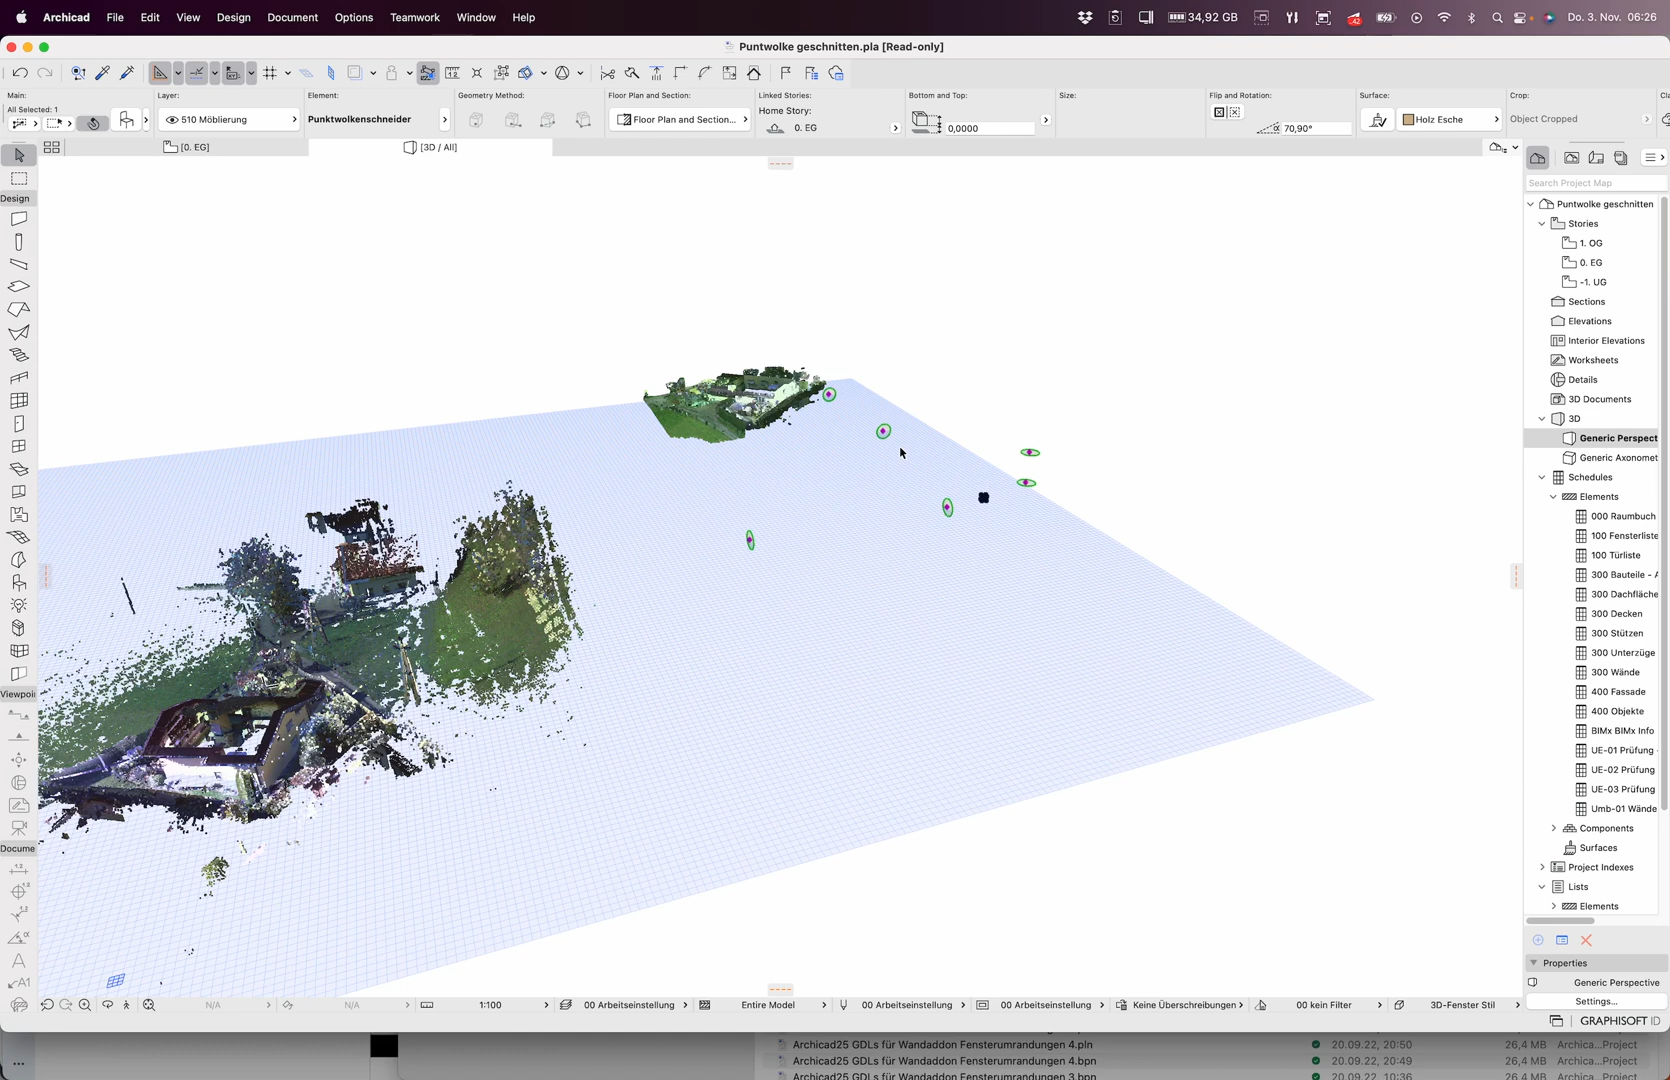 Archicad File Edit View Design Document Options Teamwork Window Help
34,92 GB
Do. 3. Nov. 06:26
Puntwolke geschnitten.pla [Read-only]
Main:
All Selected: 1
Layer:
510 Möblierung
Element:
Punktwolkenschneider
Geometry Method:
Floor Plan and Section:
Floor Plan and Section...
Linked Stories:
Home Story:
0. EG
Bottom and Top:
0,0000
Size:
Flip and Rotation:
70,90°
Surface:
Holz Esche
Crop:
Object Cropped
[0. EG]
[3D / All]
Design
Viewpoi
Docume
Search Project Map
Puntwolke geschnitten
Stories
1. OG
0. EG
-1. UG
Sections
Elevations
Interior Elevations
Worksheets
Details
3D Documents
3D
Generic Perspect
Generic Axonomet
Schedules
Elements
000 Raumbuch
100 Fensterliste
100 Türliste
300 Bauteile - A
300 Dachfläche
300 Decken
300 Stützen
300 Unterzüge
300 Wände
400 Fassade
400 Objekte
BIMx BIMx Info
UE-01 Prüfung
UE-02 Prüfung
UE-03 Prüfung
Umb-01 Wände
Components
Surfaces
Project Indexes
Lists
Elements
Properties
Generic Perspective
Settings...
N/A
N/A
1:100
00 Arbeitseinstellung
Entire Model
00 Arbeitseinstellung
00 Arbeitseinstellung
Keine Überschreibungen
00 kein Filter
3D-Fenster Stil
GRAPHISOFT ID
Archicad25 GDLs für Wandaddon Fensterumrandungen 4.pln 20.09.22, 20:50 26,4 MB Archica...Project
Archicad25 GDLs für Wandaddon Fensterumrandungen 4.bpn 20.09.22, 20:49 26,4 MB Archica...Project
Archicad25 GDLs für Wandaddon Fensterumrandungen 3.bpn 20.09.22, 10:36 26,4 MB Archica...Project